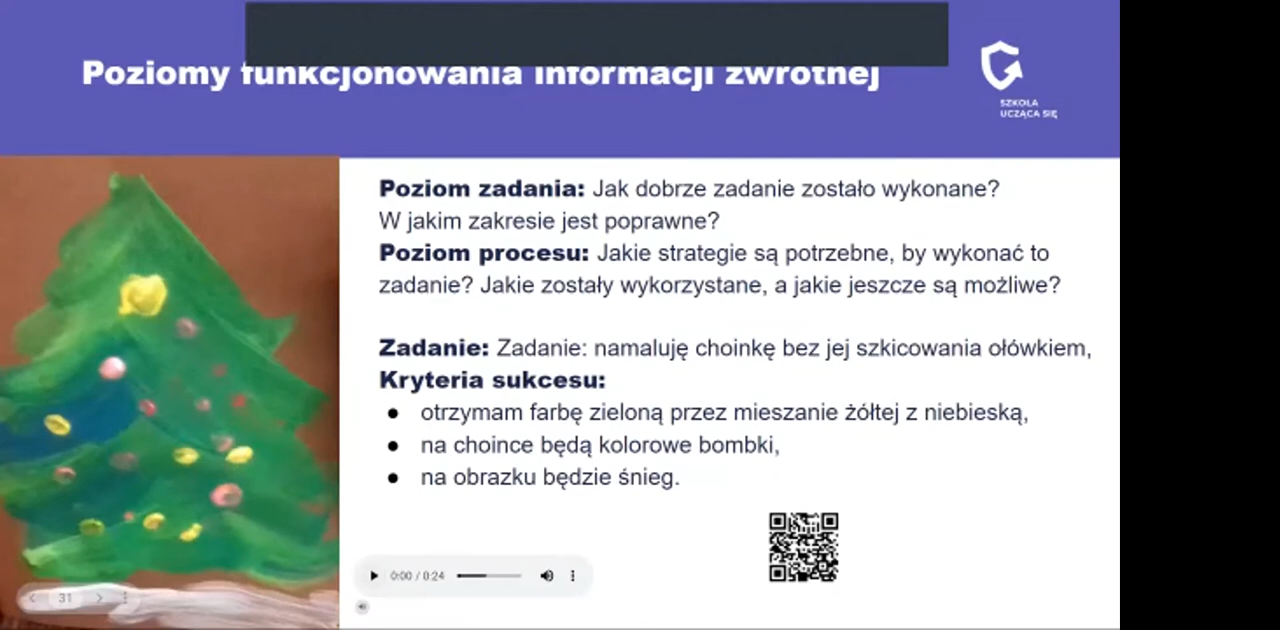 Poziomy funkcjonowania informacji zwrotnej
SZKOŁA
UCZĄCA SIĘ
Poziom zadania: Jak dobrze zadanie zostało wykonane?
W jakim zakresie jest poprawne?
Poziom procesu: Jakie strategie są potrzebne, by wykonać to
zadanie? Jakie zostały wykorzystane, a jakie jeszcze są możliwe?
Zadanie: Zadanie: namaluję choinkę bez jej szkicowania ołówkiem,
Kryteria sukcesu:
● otrzymam farbę zieloną przez mieszanie żółtej z niebieską,
● na choince będą kolorowe bombki,
● na obrazku będzie śnieg.
0:00 / 0:24
31